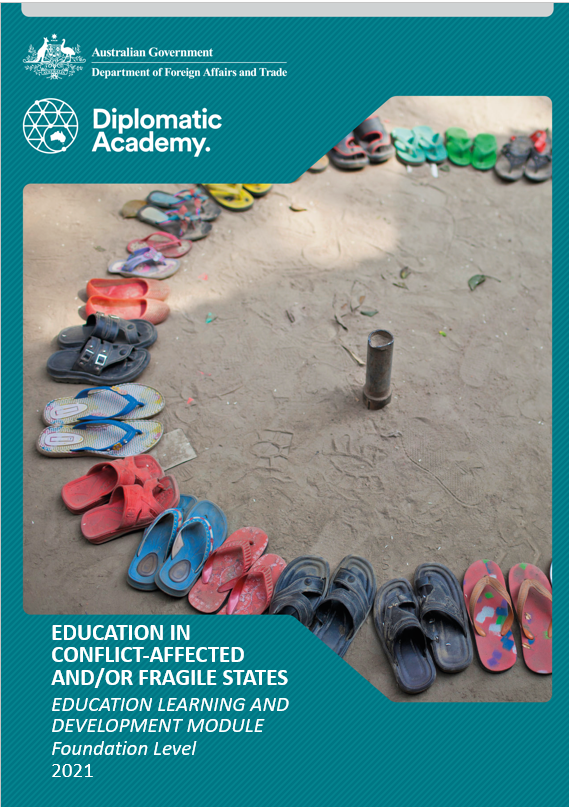 Australian Government
Department of Foreign Affairs and Trade
Diplomatic
Academy.
EDUCATION IN
CONFLICT-AFFECTED
AND/OR FRAGILE STATES
EDUCATION LEARNING AND
DEVELOPMENT MODULE
Foundation Level
2021